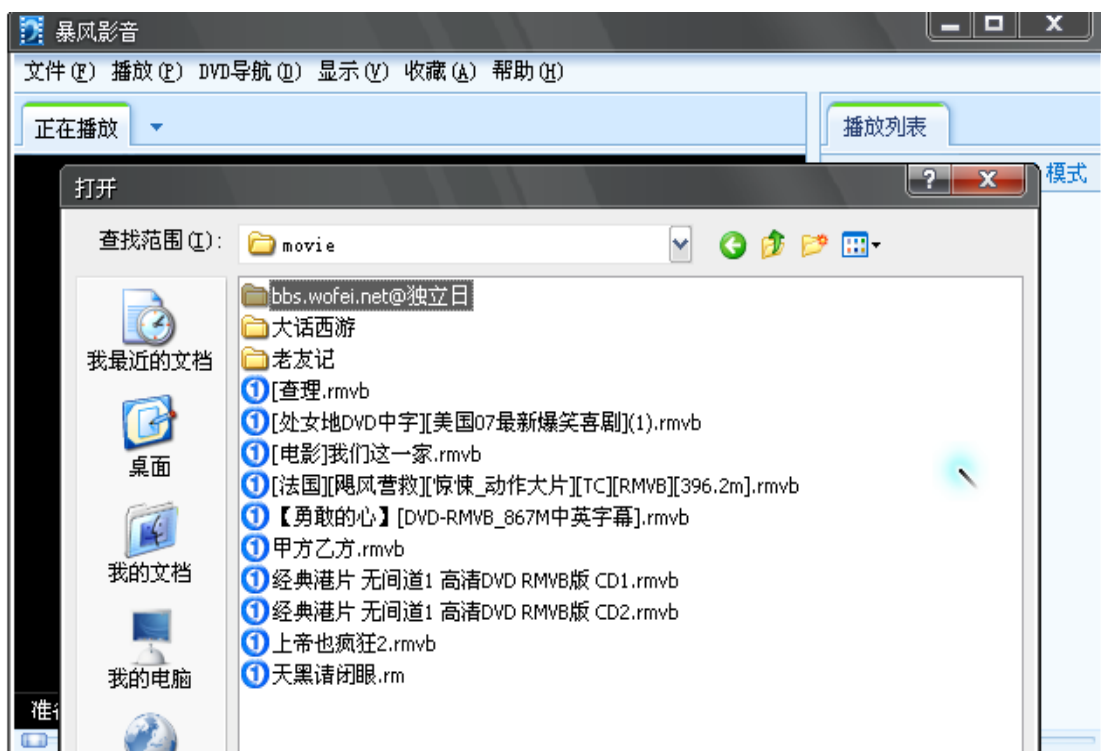 暴风影音
文件(F) 播放(P) DVD导航(D) 显示(V) 收藏(A) 帮助(H)
正在播放
播放列表
模式
打开
查找范围(I):
movie
bbs.wofei.net@独立日
大话西游
老友记
[查理.rmvb
[处女地DVD中字][美国07最新爆笑喜剧](1).rmvb
[电影]我们这一家.rmvb
[法国][飓风营救][惊悚_动作大片][TC][RMVB][396.2m].rmvb
【勇敢的心】[DVD-RMVB_867M中英字幕].rmvb
甲方乙方.rmvb
经典港片 无间道1 高清DVD RMVB版 CD1.rmvb
经典港片 无间道1 高清DVD RMVB版 CD2.rmvb
上帝也疯狂2.rmvb
天黑请闭眼.rm
我最近的文档
桌面
我的文档
我的电脑
准